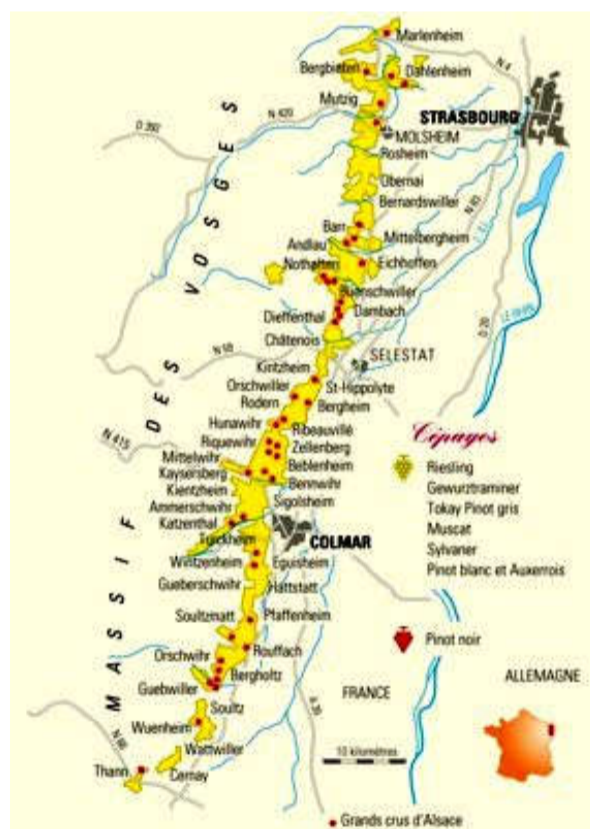 Marlenheim
Bergbieten
Dahlenheim
N 4
Mutzig
STRASBOURG
N 420
MOLSHEIM
D 392
Rosheim
Obernai
Bernardswiller
N 83
Barr
Mittelbergheim
Andlau
Eichhoffen
Nothalten
Dambach
Dieffenthal
D 20
Châtenois
SELESTAT
Kintzheim
St-Hippolyte
Orschwiller
Rodern
Bergheim
Hunawihr
Ribeauvillé
N 415
Riquewihr
Zellenberg
Mittelwihr
Beblenheim
Kaysersberg
Bennwihr
Kientzheim
Sigolsheim
Ammerschwihr
Katzenthal
Turckheim
COLMAR
Wintzenheim
Eguisheim
Gueberschwihr
Hattstatt
Soultzmatt
Pfaffenheim
Orschwihr
Rouffach
Bergholtz
Guebwiller
Soultz
Wuenheim
N 66
Wattwiller
Thann
Cernay
MASSIF DES VOSGES
Cépages
Riesling
Gewurztraminer
Tokay Pinot gris
Muscat
Sylvaner
Pinot blanc et Auxerrois
Pinot noir
ALLEMAGNE
FRANCE
10 kilomètres
Grands crus d'Alsace